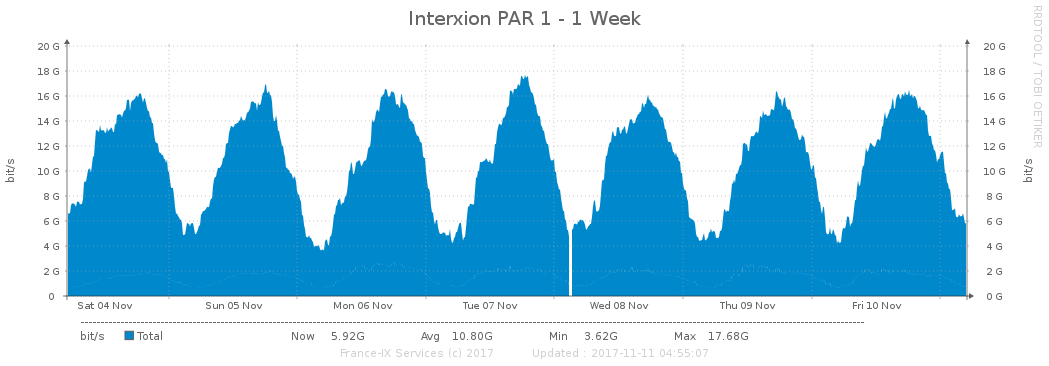 Interxion PAR 1 - 1 Week
RRDTOOL / TOBI OETIKER
bit/s
20 G
18 G
16 G
14 G
12 G
10 G
8 G
6 G
4 G
2 G
0
20 G
18 G
16 G
14 G
12 G
10 G
8 G
6 G
4 G
2 G
0 G
bit/s
Sat 04 Nov Sun 05 Nov Mon 06 Nov Tue 07 Nov Wed 08 Nov Thu 09 Nov Fri 10 Nov
bit/s Total Now 5.92G Avg 10.80G Min 3.62G Max 17.68G
France-IX Services (c) 2017 Updated : 2017-11-11 04:55:07